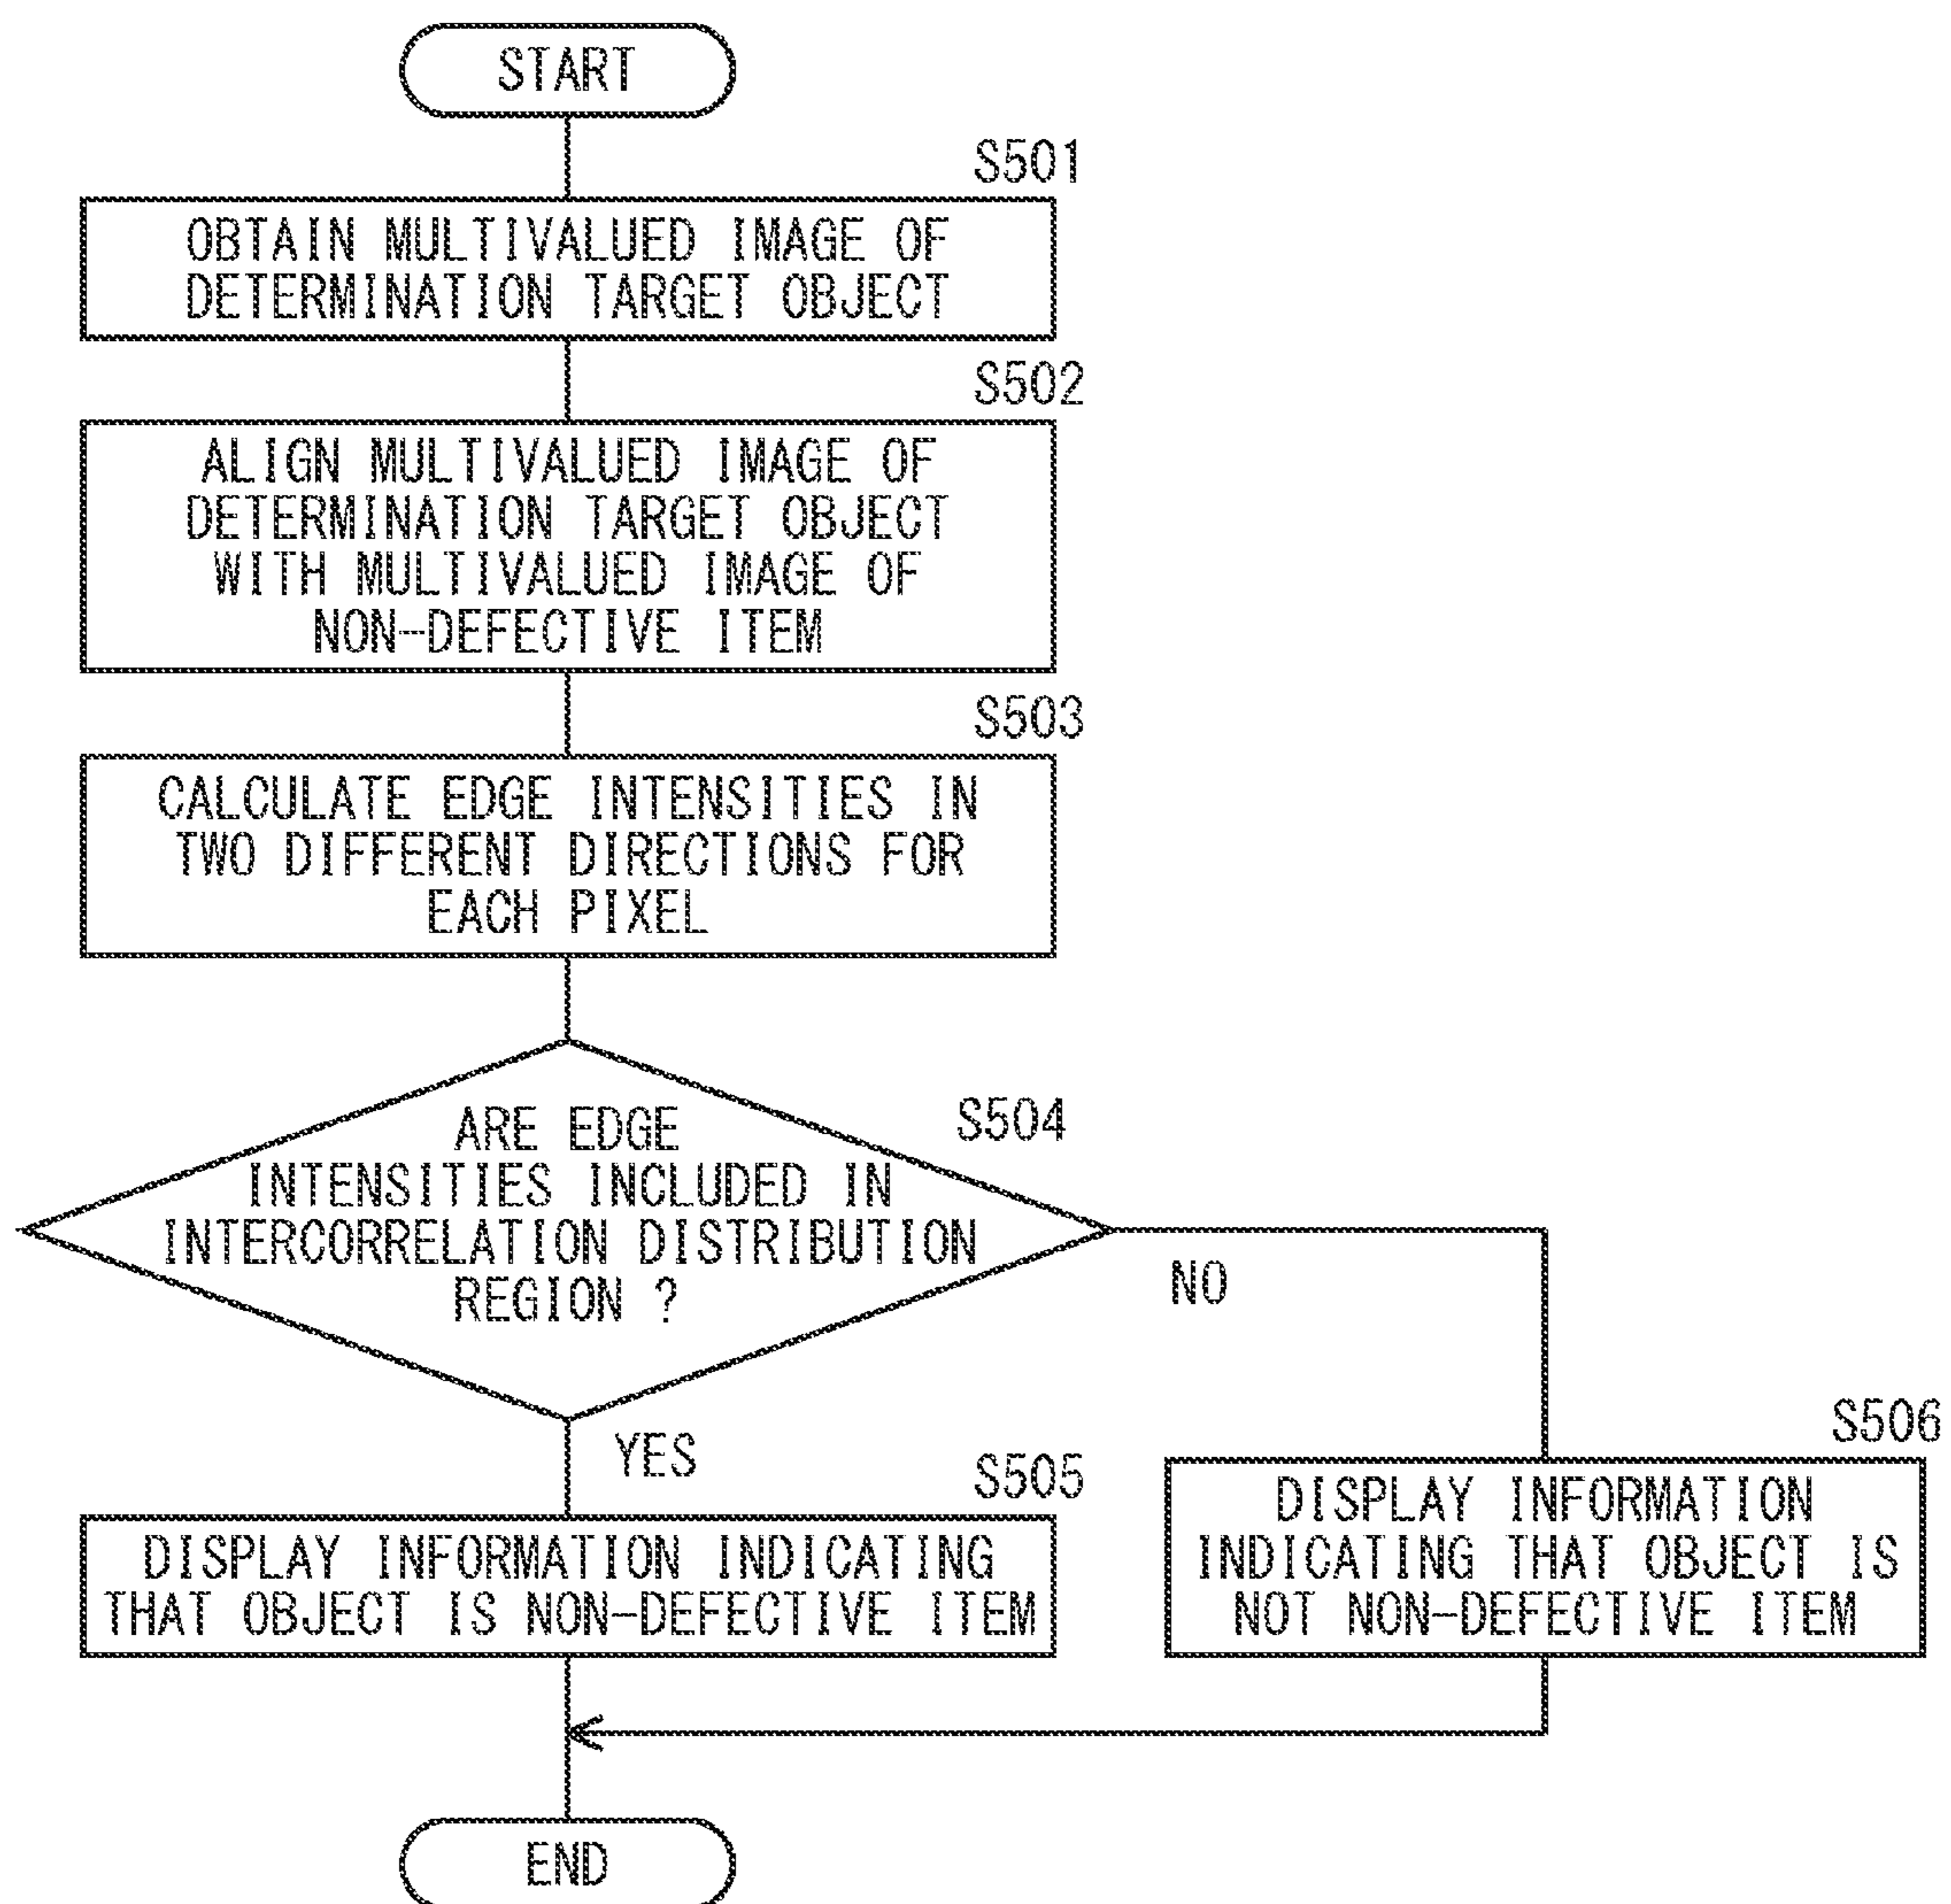 START
S501
OBTAIN MULTIVALUED IMAGE OF
DETERMINATION TARGET OBJECT
S502
ALIGN MULTIVALUED IMAGE OF
DETERMINATION TARGET OBJECT
WITH MULTIVALUED IMAGE OF
NON-DEFECTIVE ITEM
S503
CALCULATE EDGE INTENSITIES IN
TWO DIFFERENT DIRECTIONS FOR
EACH PIXEL
S504
ARE EDGE
INTENSITIES INCLUDED IN
INTERCORRELATION DISTRIBUTION
REGION ?
NO
YES
S505
DISPLAY INFORMATION INDICATING
THAT OBJECT IS NON-DEFECTIVE ITEM
S506
DISPLAY INFORMATION
INDICATING THAT OBJECT IS
NOT NON-DEFECTIVE ITEM
END